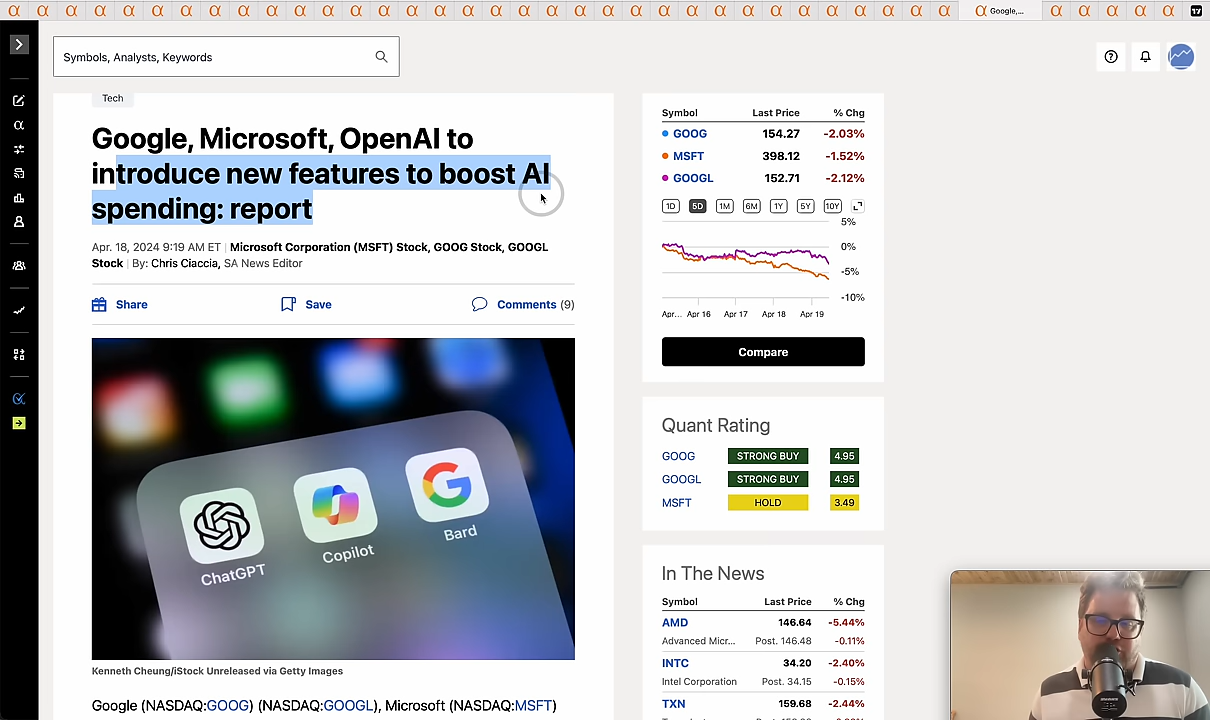 Google,...
Symbols, Analysts, Keywords
Tech
Google, Microsoft, OpenAI to
introduce new features to boost AI
spending: report
Apr. 18, 2024 9:19 AM ET | Microsoft Corporation (MSFT) Stock, GOOG Stock, GOOGL
Stock | By: Chris Ciaccia, SA News Editor
Share
Save
Comments (9)
ChatGPT
Copilot
Bard
Kenneth Cheung/iStock Unreleased via Getty Images
Google (NASDAQ:GOOG) (NASDAQ:GOOGL), Microsoft (NASDAQ:MSFT)
Symbol Last Price % Chg
GOOG 154.27 -2.03%
MSFT 398.12 -1.52%
GOOGL 152.71 -2.12%
1D 5D 1M 6M 1Y 5Y 10Y
5%
0%
-5%
-10%
Apr... Apr 16 Apr 17 Apr 18 Apr 19
Compare
Quant Rating
GOOG STRONG BUY 4.95
GOOGL STRONG BUY 4.95
MSFT HOLD 3.49
In The News
Symbol Last Price % Chg
AMD 146.64 -5.44%
Advanced Micr... Post. 146.48 -0.11%
INTC 34.20 -2.40%
Intel Corporation Post. 34.15 -0.15%
TXN 159.68 -2.44%